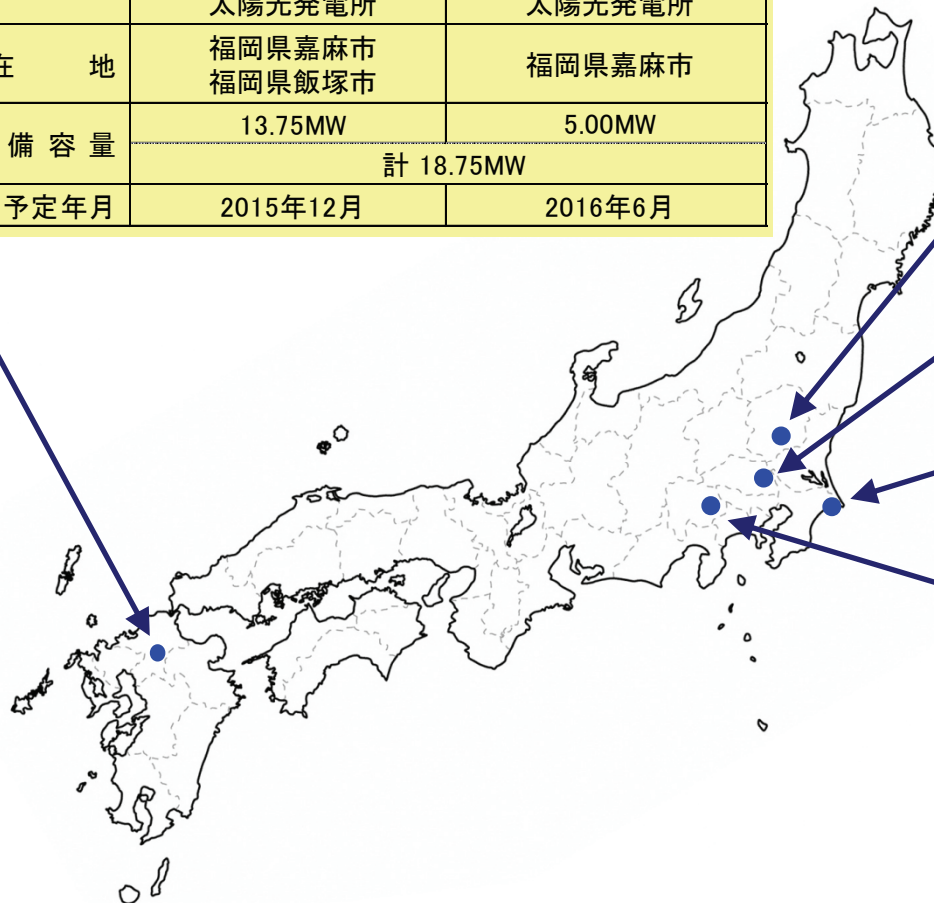 太陽光発電所 太陽光発電所
在 地 福岡県嘉麻市 福岡県嘉麻市
福岡県飯塚市
備 容 量 13.75MW 5.00MW
計 18.75MW
予定年月 2015年12月 2016年6月